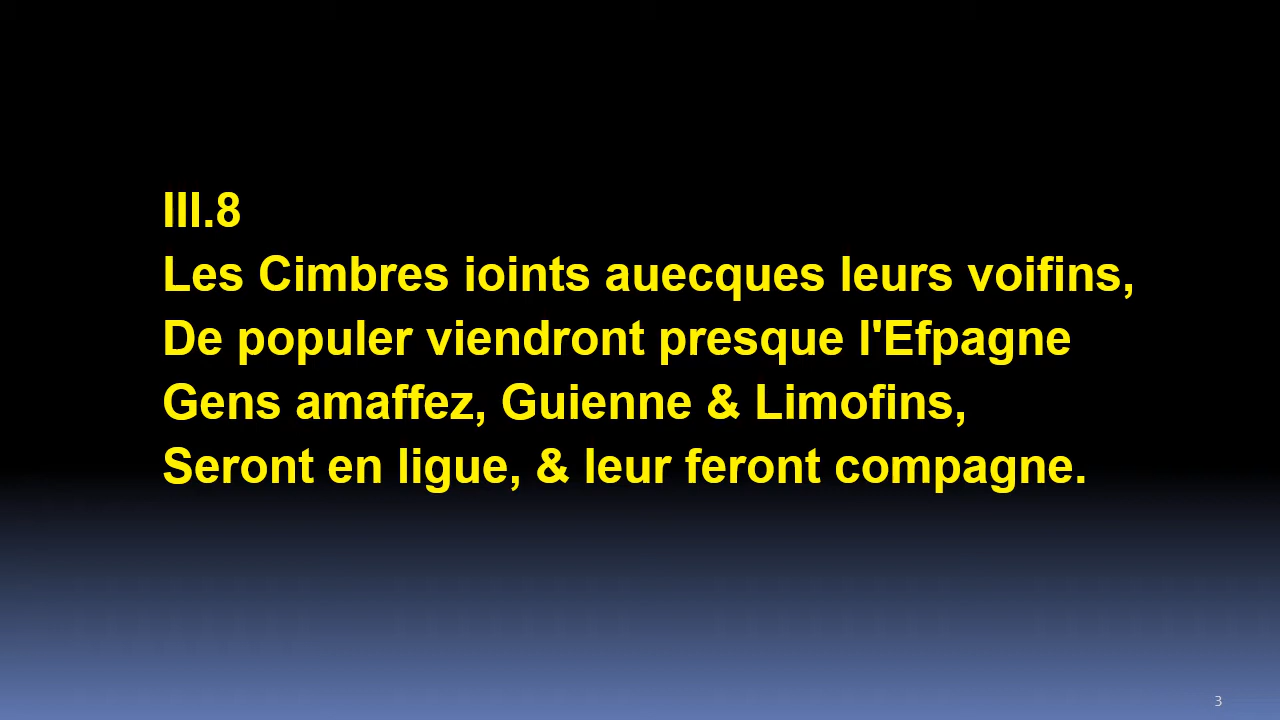 III.8
Les Cimbres ioints auecques leurs voifins,
De populer viendront presque l'Efpagne
Gens amaffez, Guienne & Limofins,
Seront en ligue, & leur feront compagne.
3